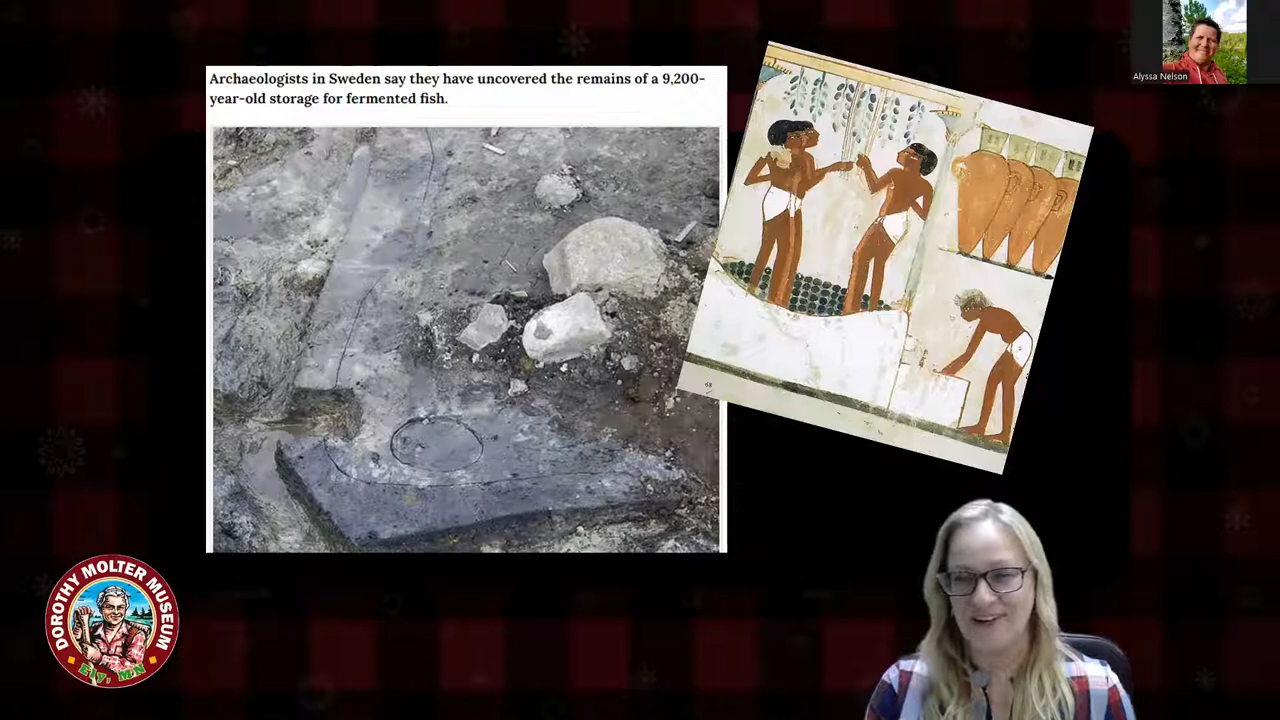 Archaeologists in Sweden say they have uncovered the remains of a 9,200-
year-old storage for fermented fish.
Alyssa Nelson
68
DOROTHY MOLTER MUSEUM
Ely, MN